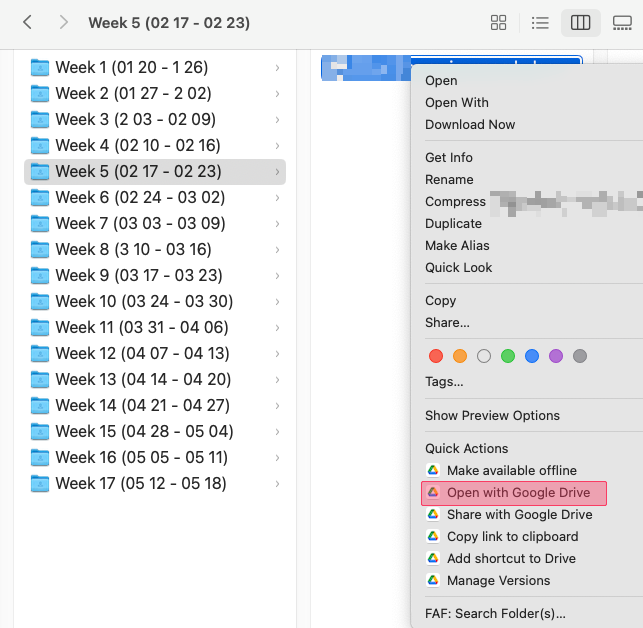 Week 5 (02 17 - 02 23)
Week 1 (01 20 - 1 26)
Week 2 (01 27 - 2 02)
Week 3 (2 03 - 02 09)
Week 4 (02 10 - 02 16)
Week 5 (02 17 - 02 23)
Week 6 (02 24 - 03 02)
Week 7 (03 03 - 03 09)
Week 8 (3 10 - 03 16)
Week 9 (03 17 - 03 23)
Week 10 (03 24 - 03 30)
Week 11 (03 31 - 04 06)
Week 12 (04 07 - 04 13)
Week 13 (04 14 - 04 20)
Week 14 (04 21 - 04 27)
Week 15 (04 28 - 05 04)
Week 16 (05 05 - 05 11)
Week 17 (05 12 - 05 18)
Open
Open With
Download Now
Get Info
Rename
Compress
Duplicate
Make Alias
Quick Look
Copy
Share...
Tags...
Show Preview Options
Quick Actions
Make available offline
Open with Google Drive
Share with Google Drive
Copy link to clipboard
Add shortcut to Drive
Manage Versions
FAF: Search Folder(s)...